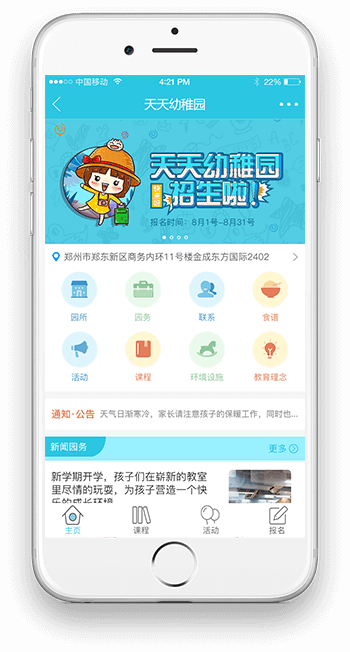 中国移动
4:21 PM
22%
天天幼稚园
天天幼稚园
快来 招生啦!
报名时间：8月1号-8月31号
郑州市郑东新区商务内环11号楼金成东方国际2402
园所 园务 联系 食谱
活动 课程 环境设施 教育理念
通知·公告 天气日渐寒冷，家长请注意孩子的保暖工作，同时也...
新闻园务 更多
新学期开学，孩子们在崭新的教室
里尽情的玩耍，为孩子营造一个快
乐的成长环境
主页 课程 活动 报名